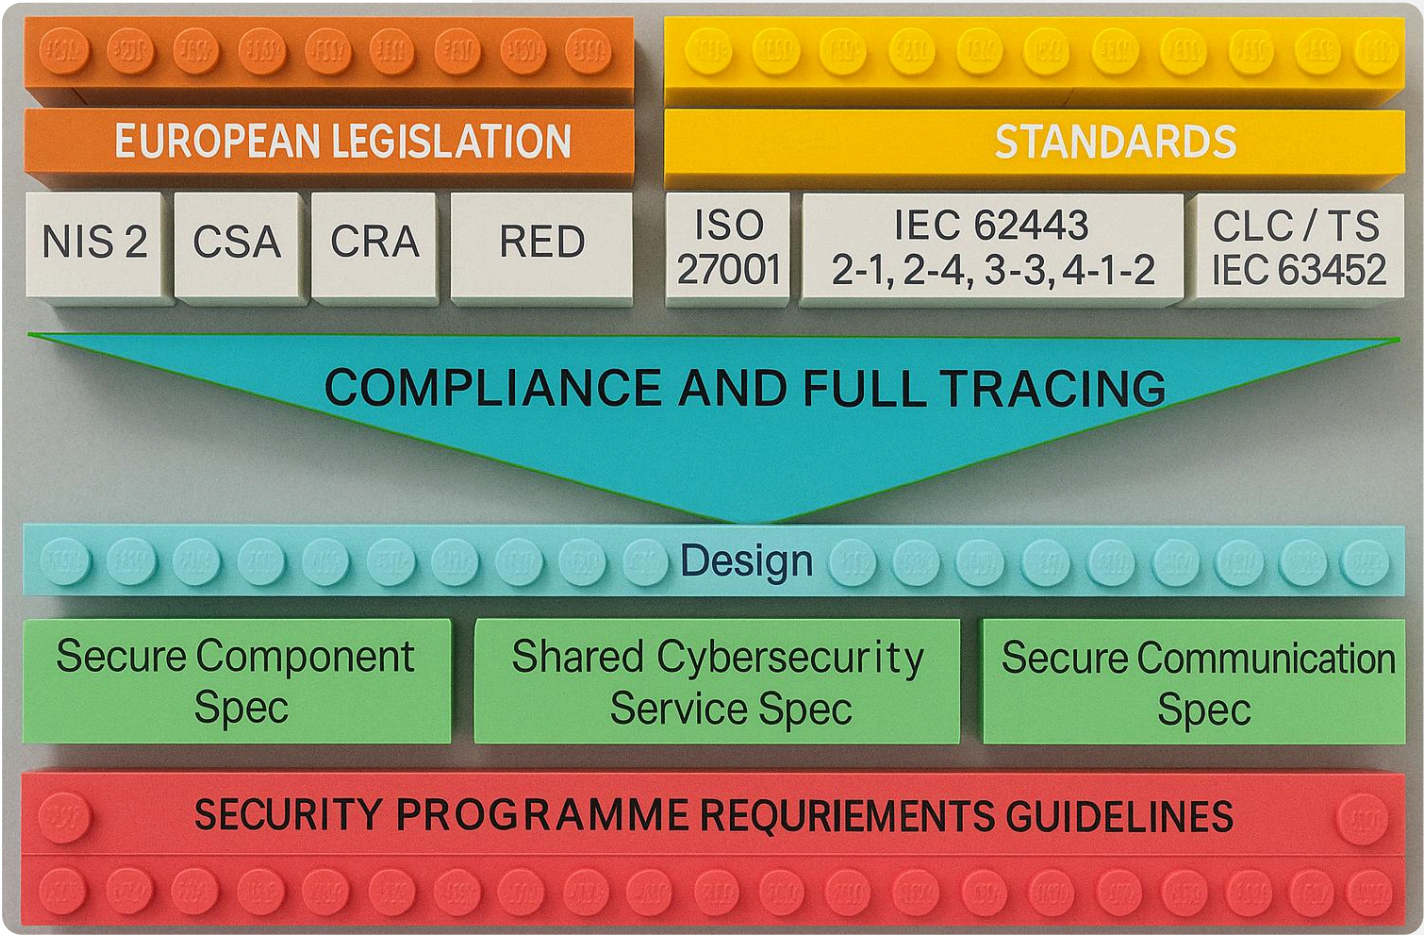 EUROPEAN LEGISLATION
STANDARDS
NIS 2
CSA
CRA
RED
ISO
27001
IEC 62443
2-1, 2-4, 3-3, 4-1-2
CLC / TS
IEC 63452
COMPLIANCE AND FULL TRACING
Design
Secure Component
Spec
Shared Cybersecurity
Service Spec
Secure Communication
Spec
SECURITY PROGRAMME REQURIEMENTS GUIDELINES